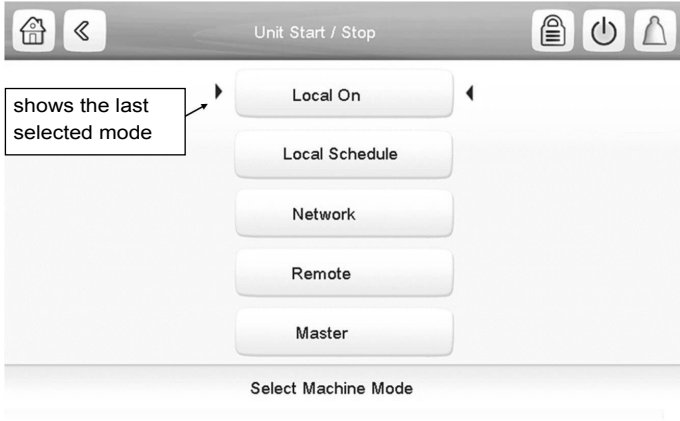 Unit Start / Stop
shows the last
selected mode
Local On
Local Schedule
Network
Remote
Master
Select Machine Mode